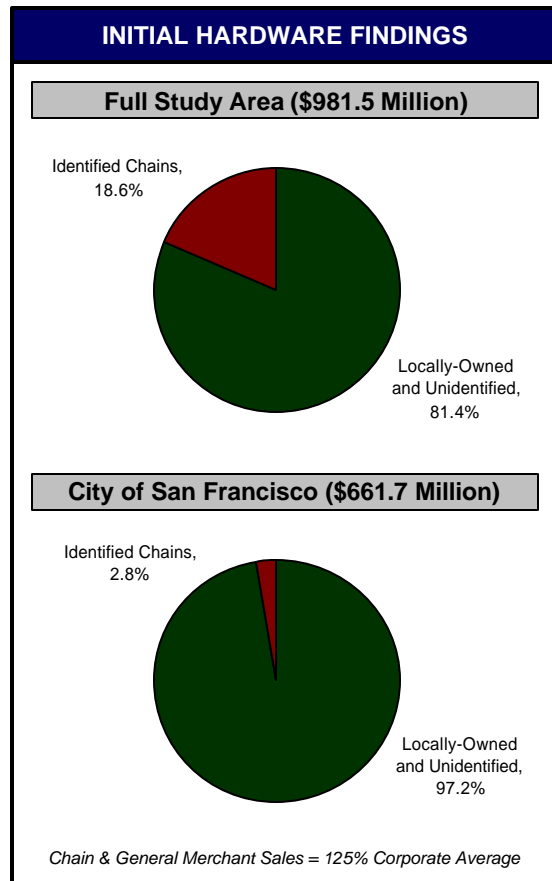 INITIAL HARDWARE FINDINGS
Full Study Area ($981.5 Million)
Identified Chains,
18.6%
Locally-Owned
and Unidentified,
81.4%
City of San Francisco ($661.7 Million)
Identified Chains,
2.8%
Locally-Owned
and Unidentified,
97.2%
Chain & General Merchant Sales = 125% Corporate Average